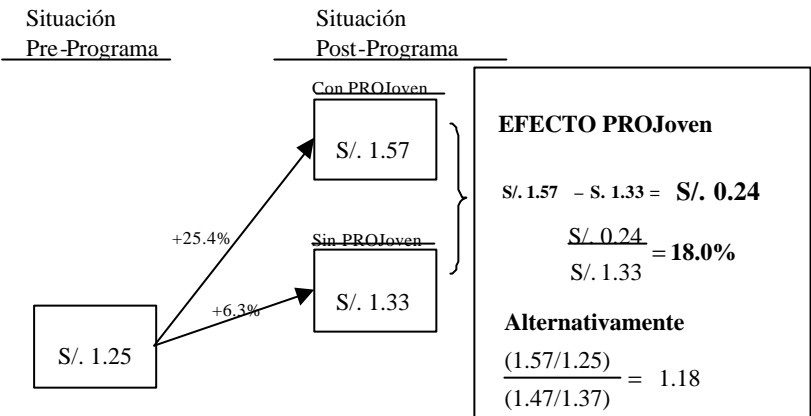 Situación
Pre-Programa
Situación
Post-Programa
Con PROJoven
S/. 1.57
+25.4%
Sin PROJoven
S/. 1.33
+6.3%
S/. 1.25
EFECTO PROJoven
S/. 1.57 – S. 1.33 = S/. 0.24
S/. 0.24
S/. 1.33
= 18.0%
Alternativamente
(1.57/1.25)
(1.47/1.37)
= 1.18